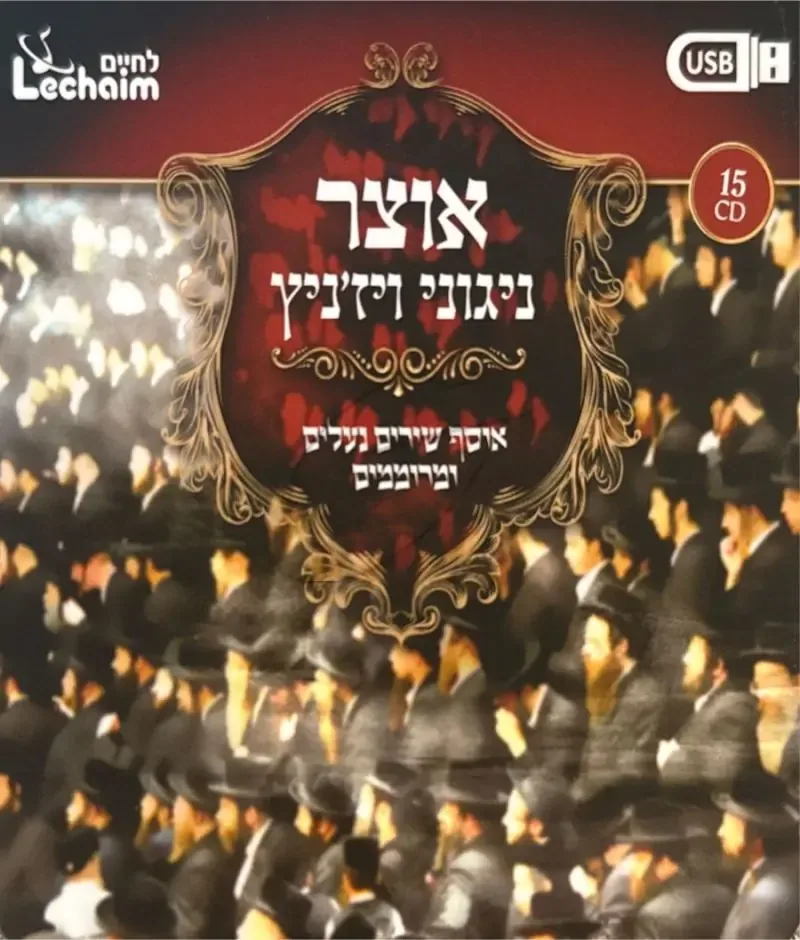 לחיים
Lechaim
USB
15
CD
אוצר
ניגוני ויז'ניץ
אוסף שירים נעלים
ומרוממים